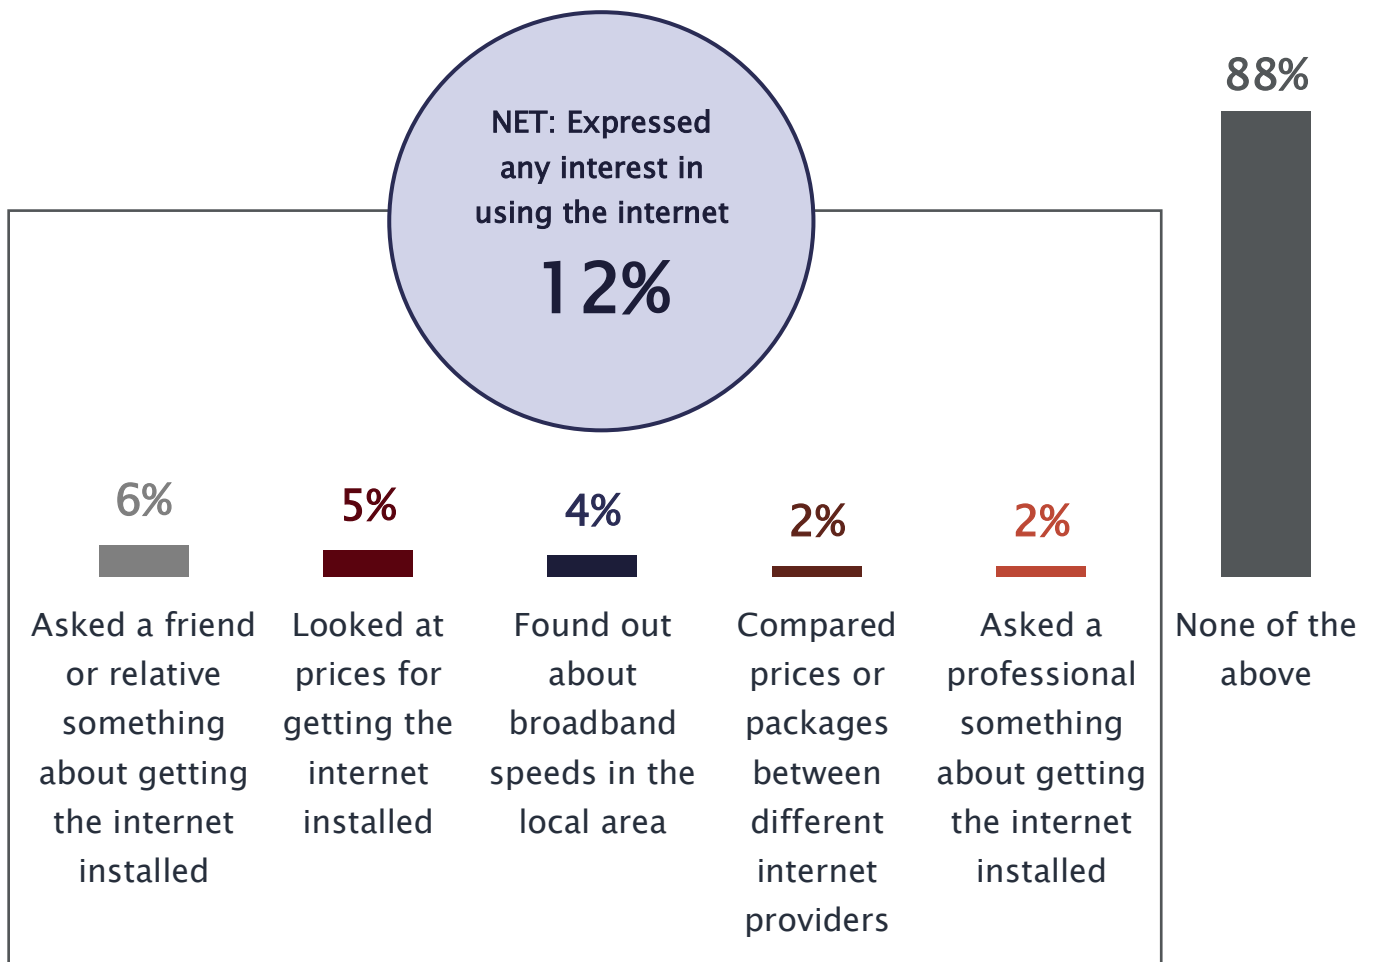 NET: Expressed
any interest in
using the internet
12%
88%
6%
5%
4%
2%
2%
Asked a friend
or relative
something
about getting
the internet
installed
Looked at
prices for
getting the
internet
installed
Found out
about
broadband
speeds in the
local area
Compared
prices or
packages
between
different
internet
providers
Asked a
professional
something
about getting
the internet
installed
None of the
above